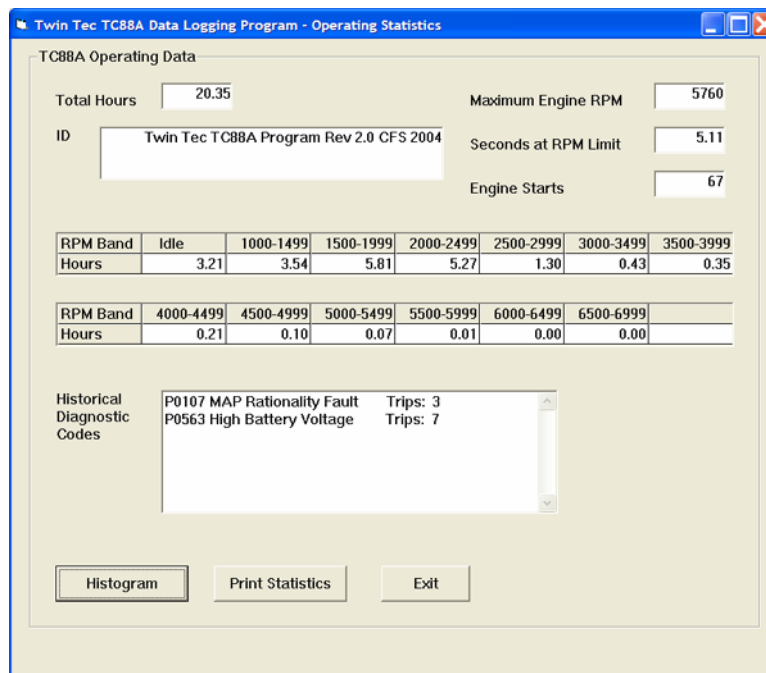 Twin Tec TC88A Data Logging Program - Operating Statistics
TC88A Operating Data
Total Hours 20.35
Maximum Engine RPM 5760
ID Twin Tec TC88A Program Rev 2.0 CFS 2004
Seconds at RPM Limit 5.11
Engine Starts 67
RPM Band Idle 1000-1499 1500-1999 2000-2499 2500-2999 3000-3499 3500-3999
Hours 3.21 3.54 5.81 5.27 1.30 0.43 0.35
RPM Band 4000-4499 4500-4999 5000-5499 5500-5999 6000-6499 6500-6999
Hours 0.21 0.10 0.07 0.01 0.00 0.00
Historical
Diagnostic
Codes
P0107 MAP Rationality Fault Trips: 3
P0563 High Battery Voltage Trips: 7
Histogram Print Statistics Exit